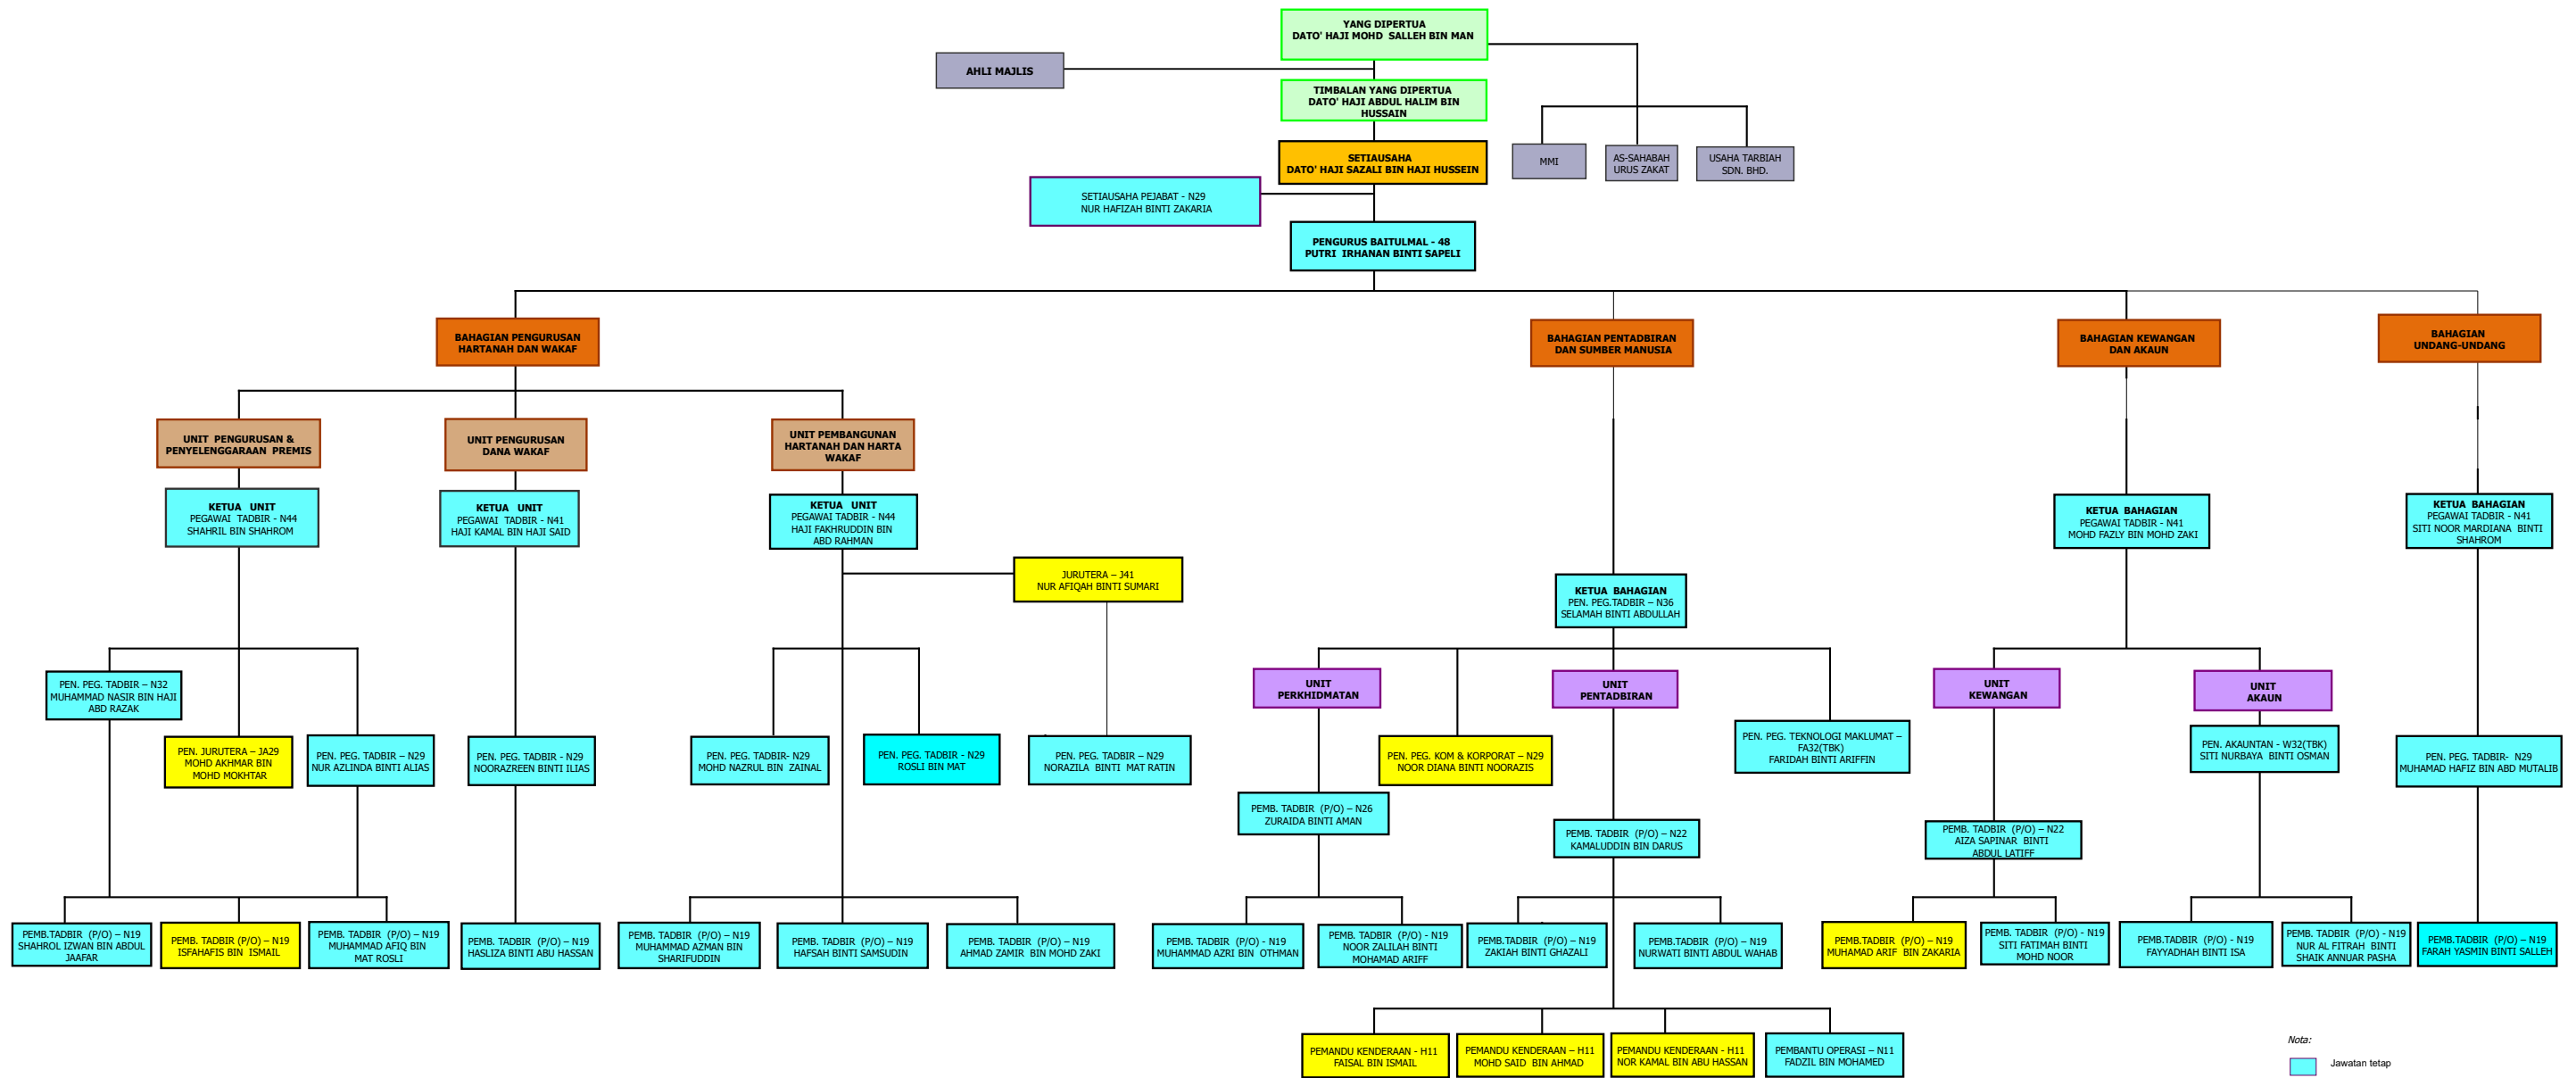 YANG DIPERTUA
DATO' HAJI MOHD SALLEH BIN MAN
AHLI MAJLIS
TIMBALAN YANG DIPERTUA
DATO' HAJI ABDUL HALIM BIN
HUSSAIN
SETIAUSAHA
DATO' HAJI SAZALI BIN HAJI HUSSEIN
MMI
AS-SAHABAH
URUS ZAKAT
USAHA TARBIAH
SDN. BHD.
SETIAUSAHA PEJABAT - N29
NUR HAFIZAH BINTI ZAKARIA
PENGURUS BAITULMAL - 48
PUTRI IRHANAN BINTI SAPELI
BAHAGIAN PENGURUSAN
HARTANAH DAN WAKAF
BAHAGIAN PENTADBIRAN
DAN SUMBER MANUSIA
BAHAGIAN KEWANGAN
DAN AKAUN
BAHAGIAN
UNDANG-UNDANG
UNIT PENGURUSAN &
PENYELENGGARAAN PREMIS
UNIT PENGURUSAN
DANA WAKAF
UNIT PEMBANGUNAN
HARTANAH DAN HARTA
WAKAF
KETUA UNIT
PEGAWAI TADBIR - N44
SHAHRIL BIN SHAHROM
KETUA UNIT
PEGAWAI TADBIR - N41
HAJI KAMAL BIN HAJI SAID
KETUA UNIT
PEGAWAI TADBIR - N44
HAJI FAKHRUDDIN BIN
ABD RAHMAN
KETUA BAHAGIAN
PEGAWAI TADBIR - N41
MOHD FAZLY BIN MOHD ZAKI
KETUA BAHAGIAN
PEGAWAI TADBIR - N41
SITI NOOR MARDIANA BINTI
SHAHROM
JURUTERA – J41
NUR AFIQAH BINTI SUMARI
KETUA BAHAGIAN
PEN. PEG.TADBIR – N36
SELAMAH BINTI ABDULLAH
PEN. PEG. TADBIR – N32
MUHAMMAD NASIR BIN HAJI
ABD RAZAK
UNIT
PERKHIDMATAN
UNIT
PENTADBIRAN
UNIT
KEWANGAN
UNIT
AKAUN
PEN. JURUTERA – JA29
MOHD AKHMAR BIN
MOHD MOKHTAR
PEN. PEG. TADBIR – N29
NUR AZLINDA BINTI ALIAS
PEN. PEG. TADBIR - N29
NOORAZREEN BINTI ILIAS
PEN. PEG. TADBIR- N29
MOHD NAZRUL BIN ZAINAL
PEN. PEG. TADBIR - N29
ROSLI BIN MAT
PEN. PEG. TADBIR – N29
NORAZILA BINTI MAT RATIN
PEN. PEG. KOM & KORPORAT – N29
NOOR DIANA BINTI NOORAZIS
PEN. PEG. TEKNOLOGI MAKLUMAT –
FA32(TBK)
FARIDAH BINTI ARIFFIN
PEN. AKAUNTAN - W32(TBK)
SITI NURBAYA BINTI OSMAN
PEN. PEG. TADBIR- N29
MUHAMAD HAFIZ BIN ABD MUTALIB
PEMB. TADBIR (P/O) – N26
ZURAIDA BINTI AMAN
PEMB. TADBIR (P/O) – N22
KAMALUDDIN BIN DARUS
PEMB. TADBIR (P/O) – N22
AIZA SAPINAR BINTI
ABDUL LATIFF
PEMB.TADBIR (P/O) – N19
SHAHROL IZWAN BIN ABDUL
JAAFAR
PEMB. TADBIR (P/O) – N19
ISFAHAFIS BIN ISMAIL
PEMB. TADBIR (P/O) – N19
MUHAMMAD AFIQ BIN
MAT ROSLI
PEMB. TADBIR (P/O) – N19
HASLIZA BINTI ABU HASSAN
PEMB. TADBIR (P/O) – N19
MUHAMMAD AZMAN BIN
SHARIFUDDIN
PEMB. TADBIR (P/O) – N19
HAFSAH BINTI SAMSUDIN
PEMB. TADBIR (P/O) – N19
AHMAD ZAMIR BIN MOHD ZAKI
PEMB. TADBIR (P/O) - N19
MUHAMMAD AZRI BIN OTHMAN
PEMB. TADBIR (P/O) - N19
NOOR ZALILAH BINTI
MOHAMAD ARIFF
PEMB.TADBIR (P/O) – N19
ZAKIAH BINTI GHAZALI
PEMB.TADBIR (P/O) – N19
NURWATI BINTI ABDUL WAHAB
PEMB.TADBIR (P/O) – N19
MUHAMAD ARIF BIN ZAKARIA
PEMB. TADBIR (P/O) - N19
SITI FATIMAH BINTI
MOHD NOOR
PEMB.TADBIR (P/O) - N19
FAYYADHAH BINTI ISA
PEMB. TADBIR (P/O) - N19
NUR AL FITRAH BINTI
SHAIK ANNUAR PASHA
PEMB.TADBIR (P/O) – N19
FARAH YASMIN BINTI SALLEH
PEMANDU KENDERAAN - H11
FAISAL BIN ISMAIL
PEMANDU KENDERAAN – H11
MOHD SAID BIN AHMAD
PEMANDU KENDERAAN - H11
NOR KAMAL BIN ABU HASSAN
PEMBANTU OPERASI – N11
FADZIL BIN MOHAMED
Nota:
Jawatan tetap